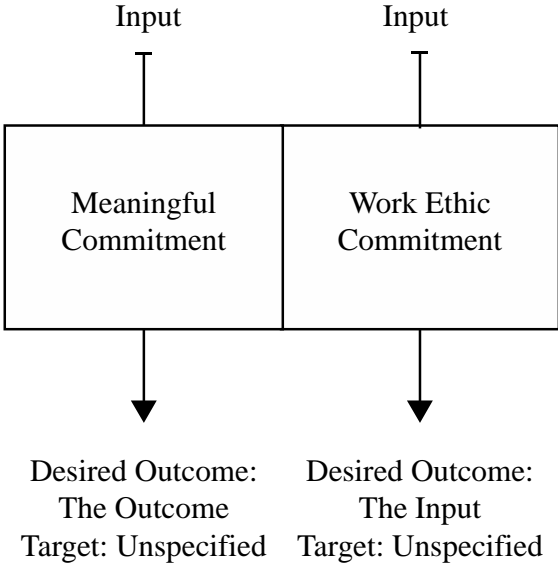 Input
Input
Meaningful
Commitment
Work Ethic
Commitment
Desired Outcome:
The Outcome
Target: Unspecified
Desired Outcome:
The Input
Target: Unspecified